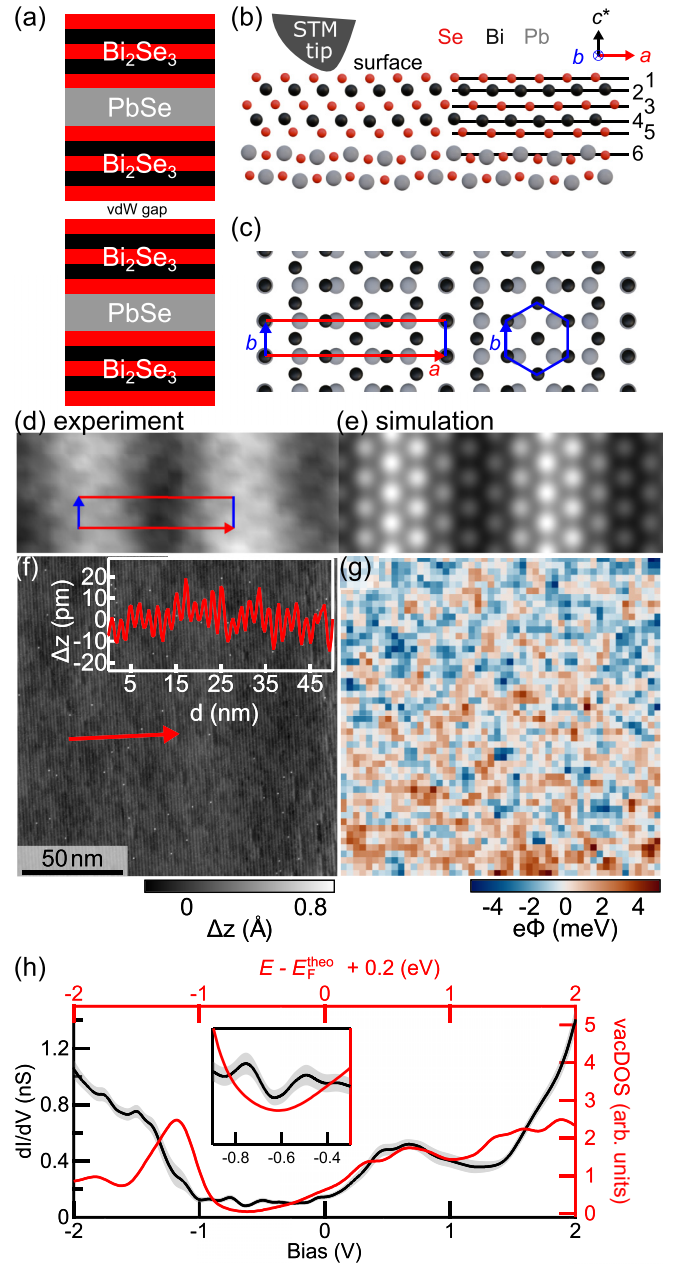 (a)
Bi2Se3
PbSe
Bi2Se3
vdW gap
Bi2Se3
PbSe
Bi2Se3
(b)
STM
tip
surface
Se Bi Pb
c*
b a
1
2
3
4
5
6
(c)
b
a
b
(d) experiment
(e) simulation
(f)
Δz (pm)
20
10
0
-10
-20
5 15 25 35 45
d (nm)
50 nm
0 0.8
Δz (Å)
(g)
-4 -2 0 2 4
eΦ (meV)
(h)
E - E_F^theo + 0.2 (eV)
-2 -1 0 1 2
dI/dV (nS)
1.2
0.8
0.4
0
-0.8 -0.6 -0.4
vacDOS (arb. units)
5
4
3
2
1
0
-2 -1 0 1 2
Bias (V)